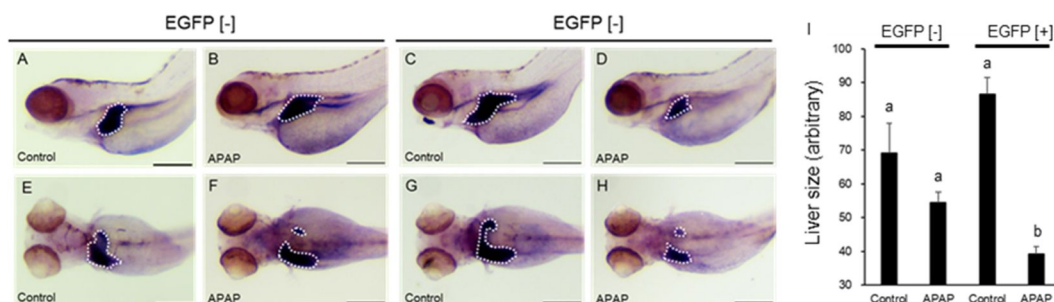 EGFP [-]
EGFP [-]
A
Control
B
APAP
C
Control
D
APAP
E
Control
F
APAP
G
Control
H
APAP
I
EGFP [-]
EGFP [+]
Liver size (arbitrary)
100
90
80
70
60
50
40
30
a
a
a
b
Control
APAP
Control
APAP